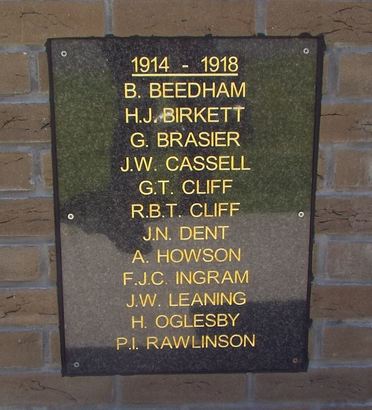 1914 - 1918
B. BEEDHAM
H.J. BIRKETT
G. BRASIER
J.W. CASSELL
G.T. CLIFF
R.B.T. CLIFF
J.N. DENT
A. HOWSON
F.J.C. INGRAM
J.W. LEANING
H. OGLESBY
P.I. RAWLINSON